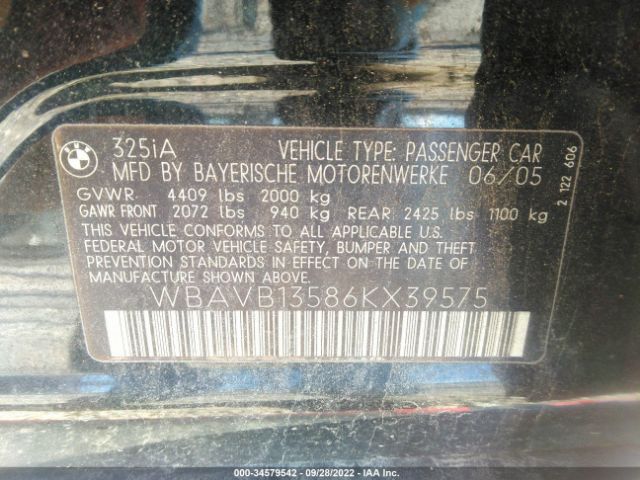 BMW
325iA VEHICLE TYPE: PASSENGER CAR
MFD BY BAYERISCHE MOTORENWERKE 06/05
GVWR 4409 lbs 2000 kg
GAWR FRONT 2072 lbs 940 kg REAR 2425 lbs 1100 kg
THIS VEHICLE CONFORMS TO ALL APPLICABLE U.S.
FEDERAL MOTOR VEHICLE SAFETY, BUMPER AND THEFT
PREVENTION STANDARDS IN EFFECT ON THE DATE OF
MANUFACTURE SHOWN ABOVE.
WBAVB13586KX39575
2 122 606
000-34579542 - 09/28/2022 - IAA Inc.